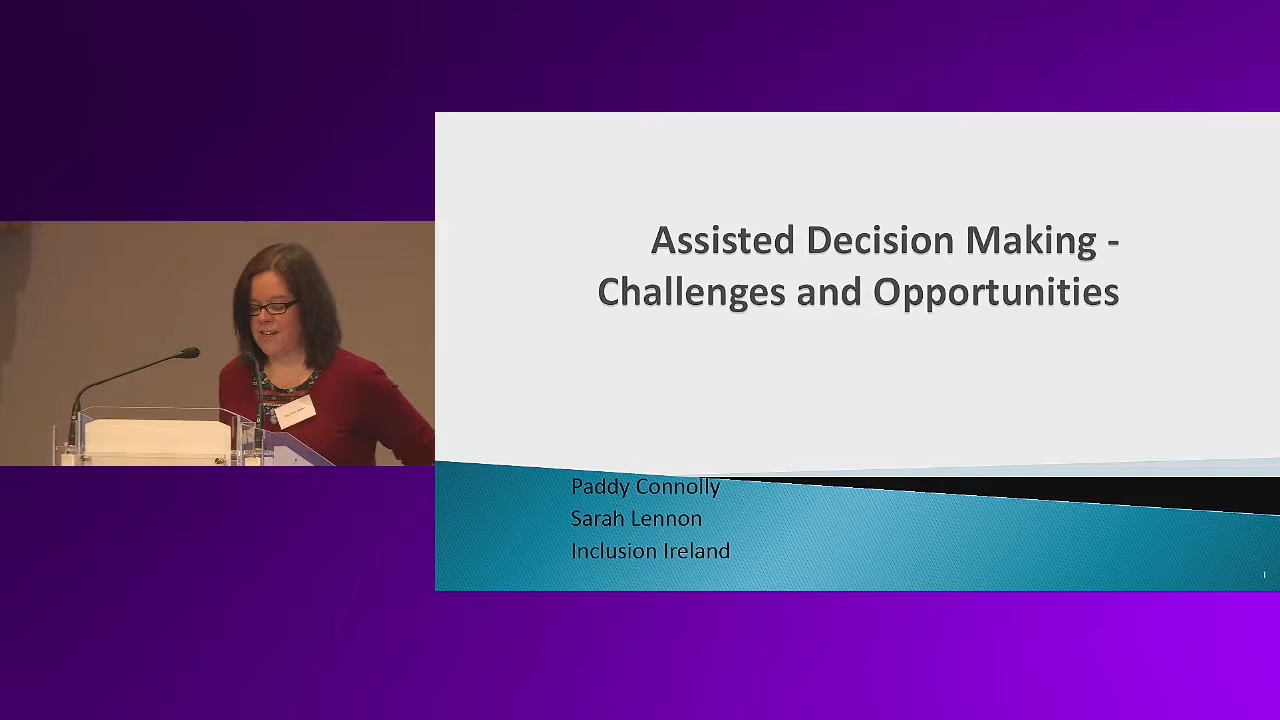 Assisted Decision Making -
Challenges and Opportunities
Paddy Connolly
Sarah Lennon
Inclusion Ireland